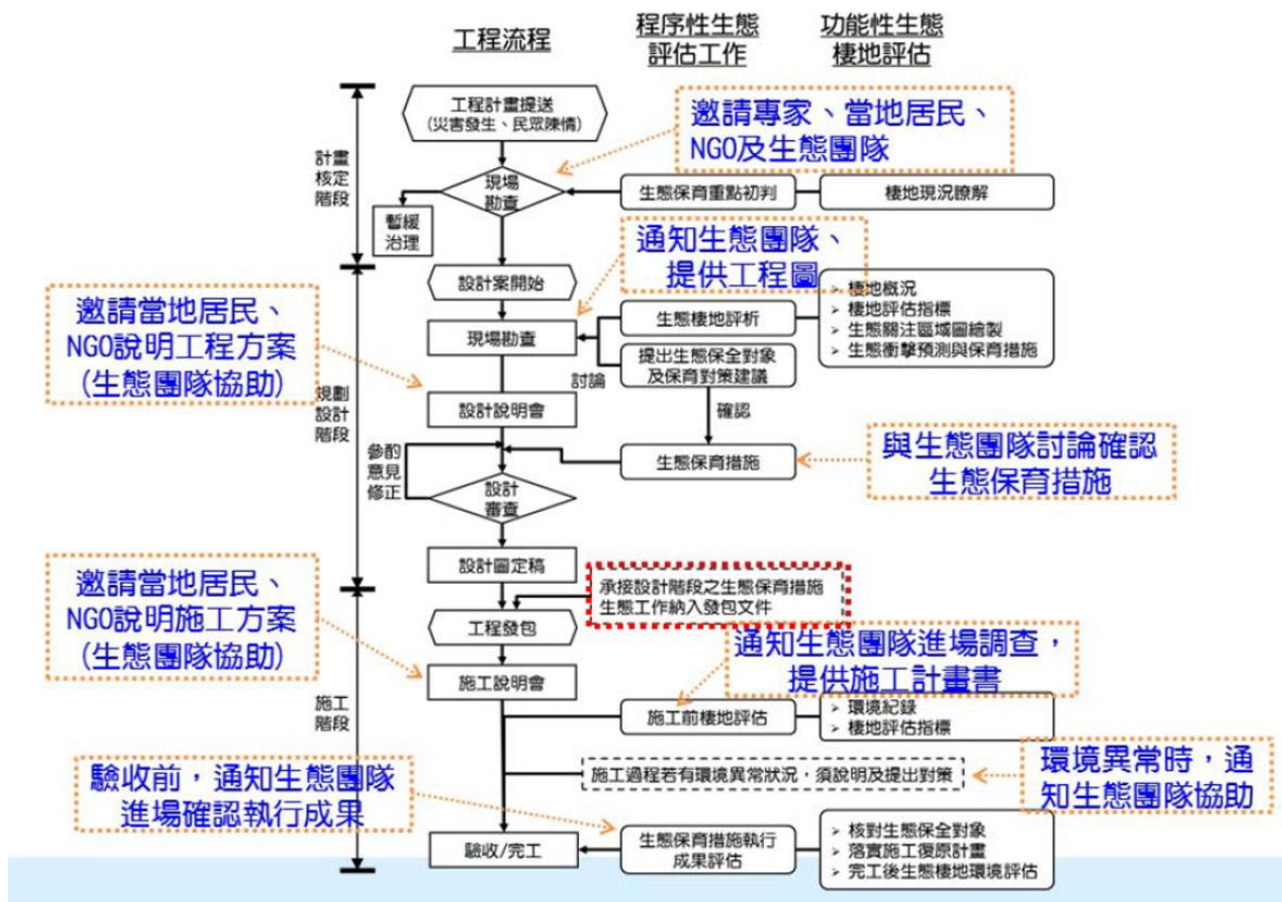 工程流程
程序性生態
評估工作
功能性生態
棲地評估
計畫
核定
階段
工程計畫提送
(災害發生、民眾陳情)
邀請專家、當地居民、
NGO及生態團隊
現場
勘查
生態保育重點初判
棲地現況瞭解
暫緩
治理
通知生態團隊、
提供工程圖
規劃
設計
階段
設計案開始
邀請當地居民、
NGO說明工程方案
(生態團隊協助)
現場勘查
生態棲地評析
➢ 棲地概況
➢ 棲地評估指標
➢ 生態關注區域圖繪製
➢ 生態衝擊預測與保育措施
討論
提出生態保全對象
及保育對策建議
設計說明會
確認
參酌
意見
修正
生態保育措施
與生態團隊討論確認
生態保育措施
設計
審查
設計圖定稿
承接設計階段之生態保育措施
生態工作納入發包文件
邀請當地居民、
NGO說明施工方案
(生態團隊協助)
工程發包
施工
階段
施工說明會
通知生態團隊進場調查，
提供施工計畫書
施工前棲地評估
➢ 環境紀錄
➢ 棲地評估指標
施工過程若有環境異常狀況，須說明及提出對策
環境異常時，通
知生態團隊協助
驗收前，通知生態團隊
進場確認執行成果
驗收/完工
生態保育措施執行
成果評估
➢ 核對生態保全對象
➢ 落實施工復原計畫
➢ 完工後生態棲地環境評估